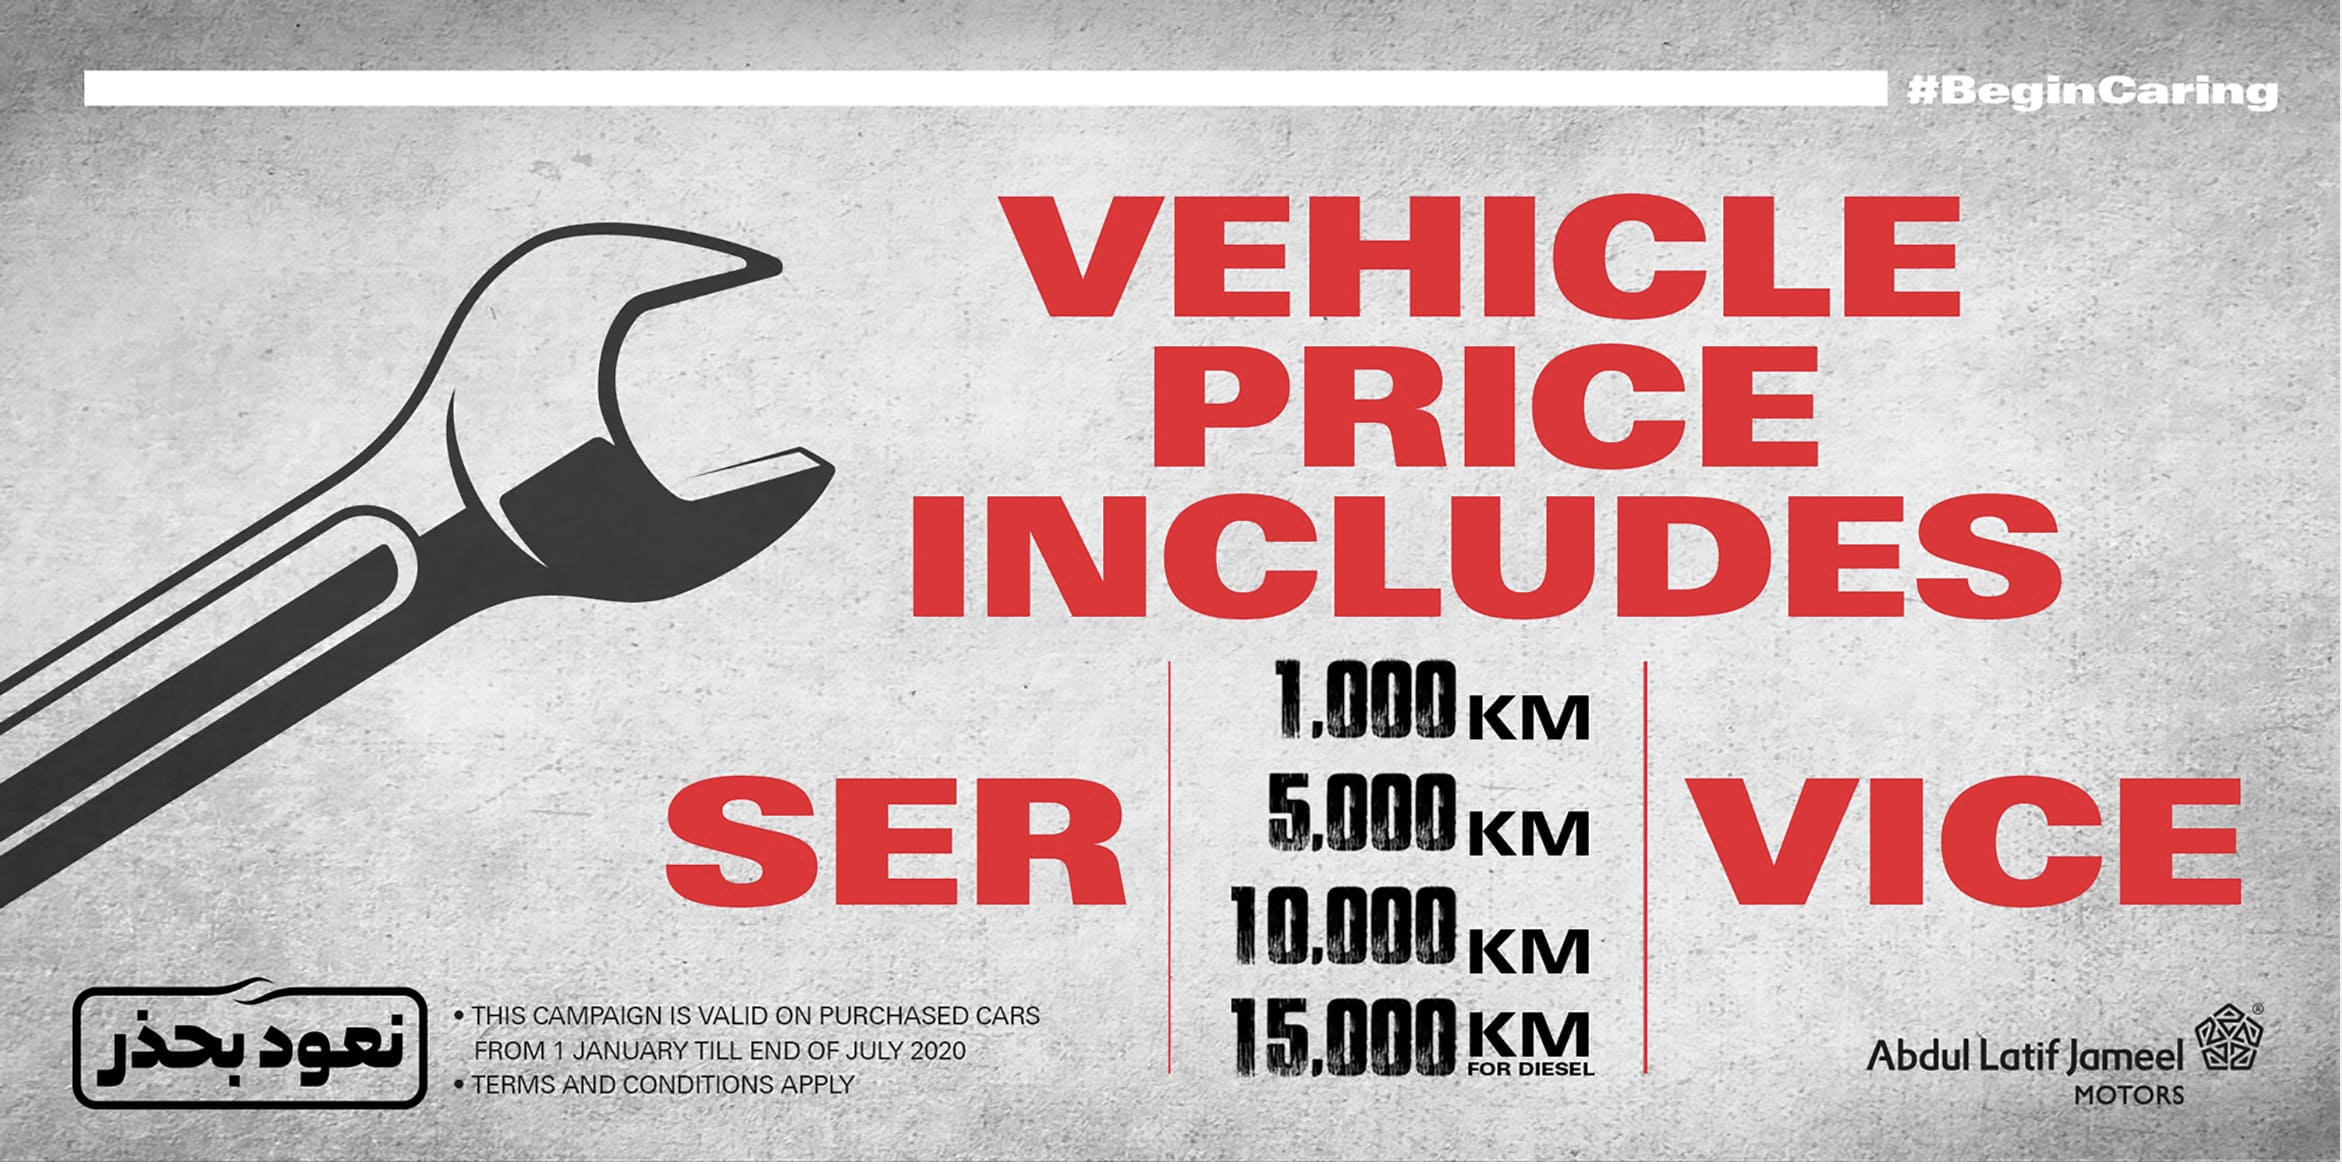 #BeginCaring
VEHICLE
PRICE
INCLUDES
SER
1,000 KM
5,000 KM
10,000 KM
15,000 KM
FOR DIESEL
VICE
نعود بحذر
• THIS CAMPAIGN IS VALID ON PURCHASED CARS
FROM 1 JANUARY TILL END OF JULY 2020
• TERMS AND CONDITIONS APPLY
Abdul Latif Jameel ®
MOTORS